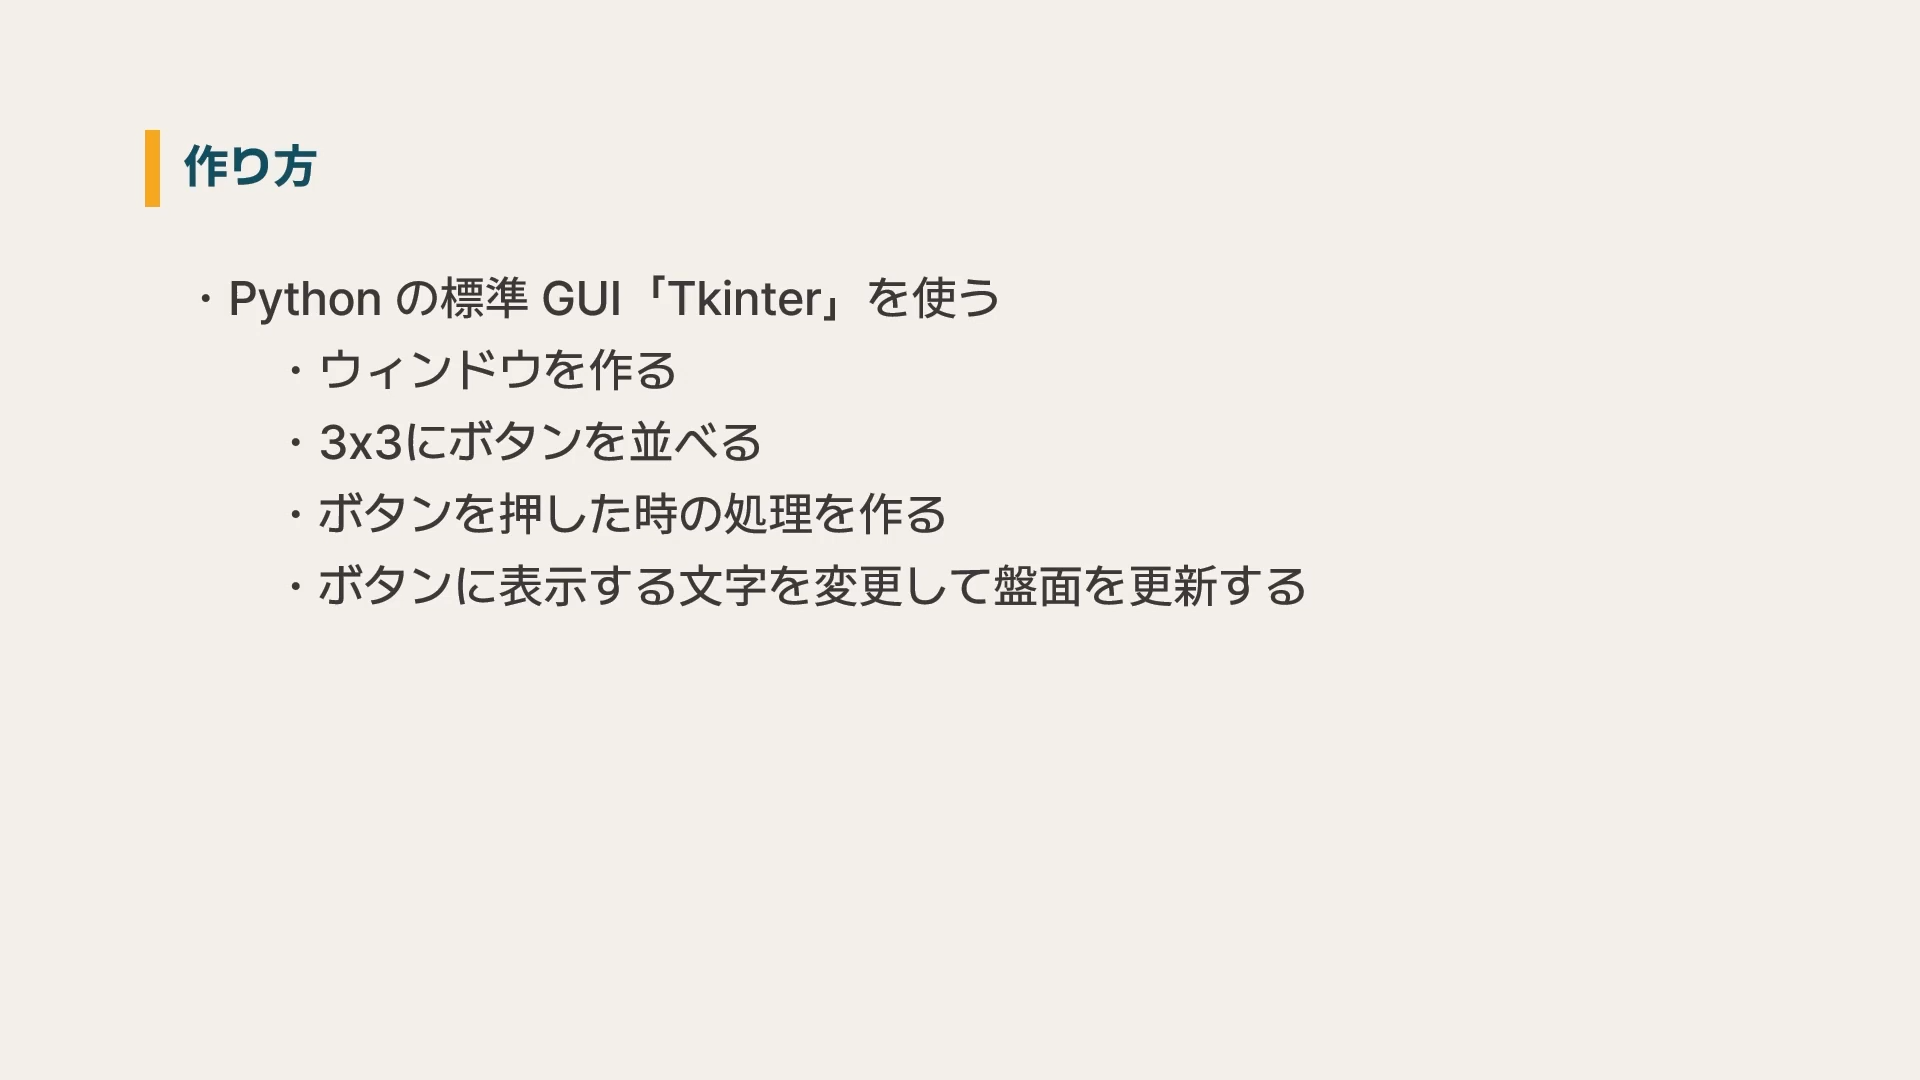 作り方
・Python の標準 GUI「Tkinter」を使う
・ウィンドウを作る
・3x3にボタンを並べる
・ボタンを押した時の処理を作る
・ボタンに表示する文字を変更して盤面を更新する